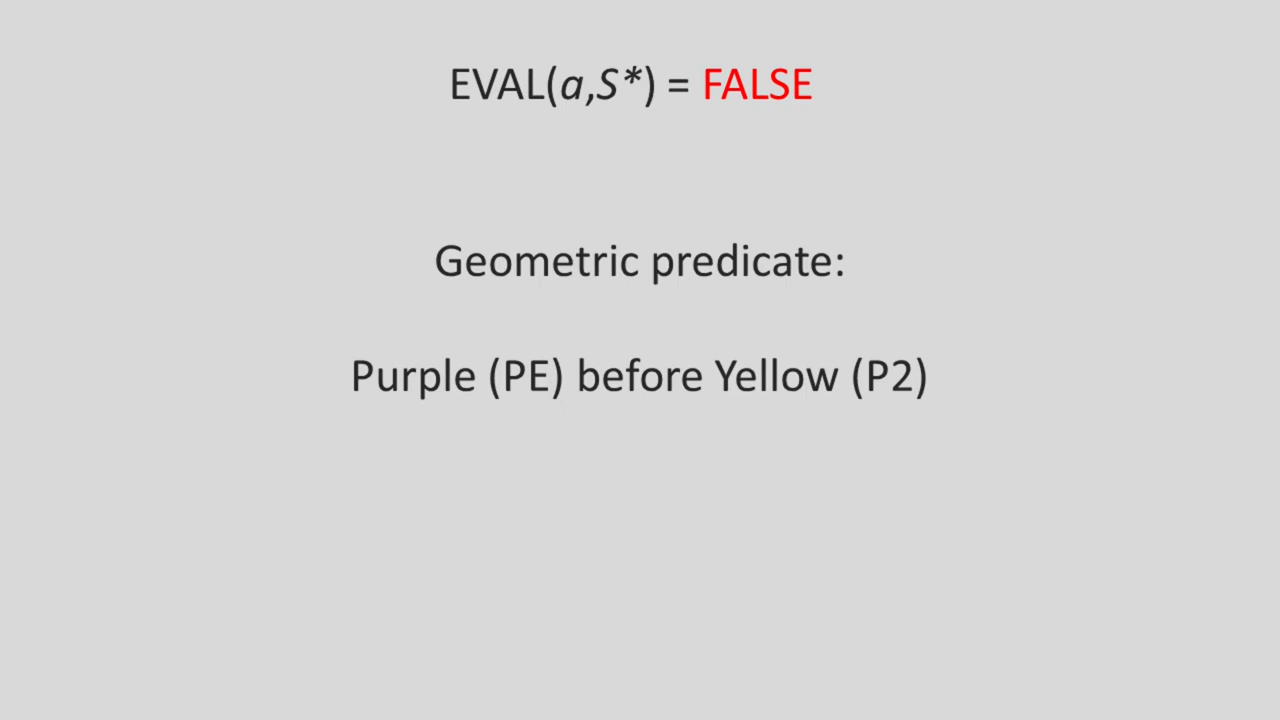 EVAL(a,S*) = FALSE
Geometric predicate:
Purple (PE) before Yellow (P2)